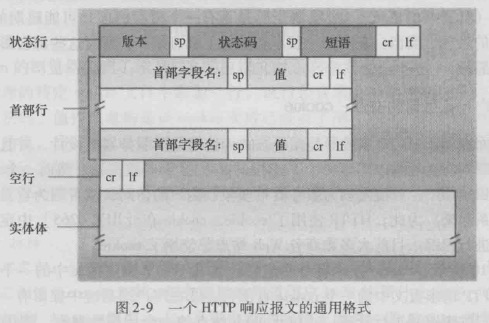 状态行 版本 sp 状态码 sp 短语 cr lf
首部字段名: sp 值 cr lf
首部行
首部字段名: sp 值 cr lf
空行 cr lf
实体体
图 2-9 一个 HTTP 响应报文的通用格式